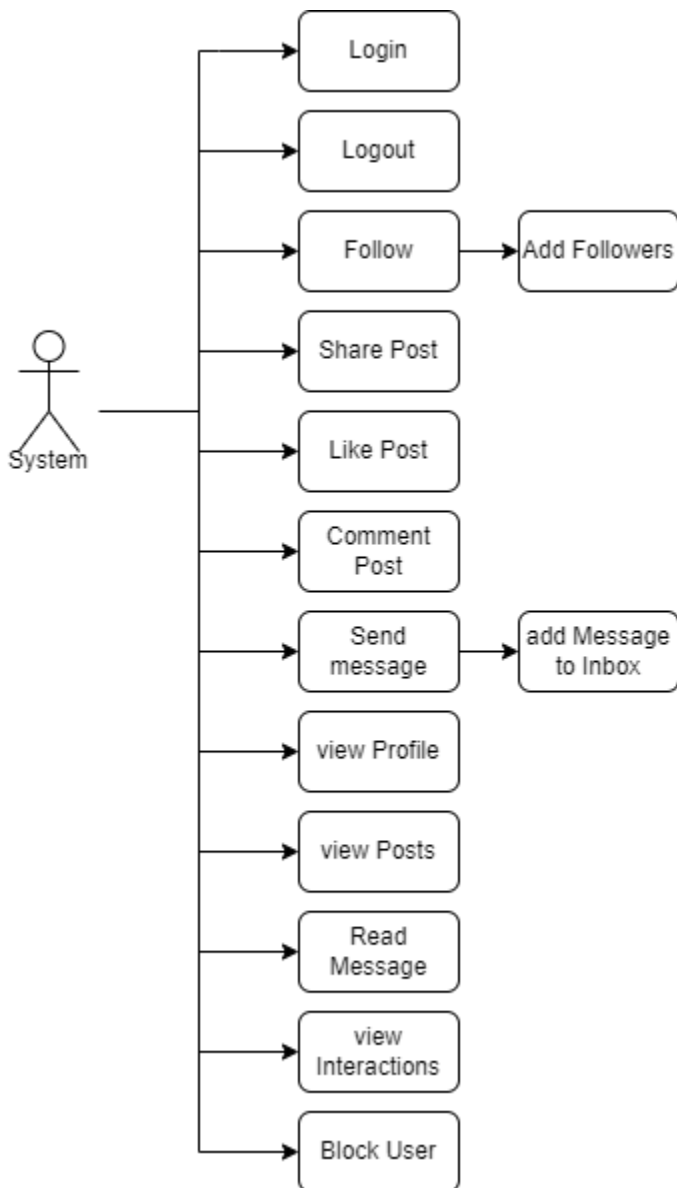 Login
Logout
Follow
Add Followers
Share Post
System
Like Post
Comment
Post
Send
message
add Message
to Inbox
view Profile
view Posts
Read
Message
view
Interactions
Block User